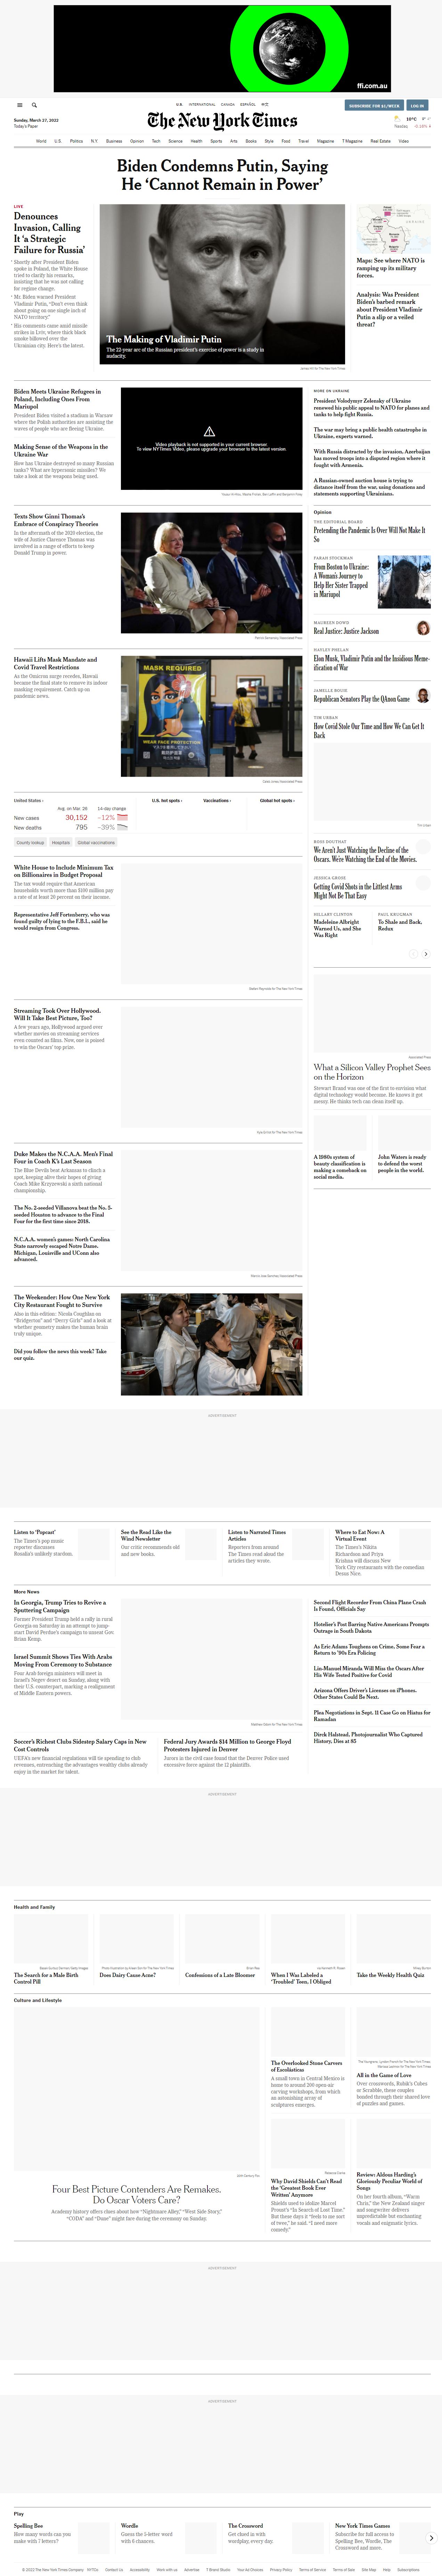 ffi.com.au
U.S. INTERNATIONAL CANADA ESPAÑOL 中文
SUBSCRIBE FOR $1/WEEK LOG IN
Sunday, March 27, 2022
Today's Paper
The New York Times
10°C
Nasdaq
World U.S. Politics N.Y. Business Opinion Tech Science Health Sports Arts Books Style Food Travel Magazine T Magazine Real Estate Video
Biden Condemns Putin, Saying
He ‘Cannot Remain in Power’
LIVE
Denounces
Invasion, Calling
It ‘a Strategic
Failure for Russia’
The Making of Vladimir Putin
The 22-year arc of the Russian president's exercise of power is a study in
audacity.
UKRAINE
Maps: See where NATO is
ramping up its military
forces.
Analysis: Was President
Biden's barbed remark
about President Vladimir
Putin a slip or a veiled
threat?
Shortly after President Biden
spoke in Poland, the White House
tried to clarify his remarks,
insisting that he was not calling
for regime change.
Mr. Biden warned President
Vladimir Putin, “Don't even think
about going on one single inch of
NATO territory.”
His comments came amid missile
strikes in Lviv, where thick black
smoke billowed over the
Ukrainian city. Here's the latest.
Biden Meets Ukraine Refugees in
Poland, Including Ones From
Mariupol
President Biden visited a stadium in Warsaw
where the Polish authorities are assisting
waves of people who are fleeing Ukraine.
Making Sense of the Weapons in the
Ukraine War
How has Ukraine destroyed so many Russian
tanks? What are hypersonic missiles? We
take a look at the weapons being used.
Video playback is not supported in your current browser.
To view NYTimes Video, please upgrade your browser to the latest version.
MORE ON UKRAINE
President Volodymyr Zelensky of Ukraine
renewed his public appeal to NATO for planes and
tanks to help fight Russia.
The war may bring a public health catastrophe in
Ukraine, experts warned.
With Russia distracted by the invasion, Azerbaijan
has moved troops into a disputed region where it
fought with Armenia.
A Russian-owned auction house is trying to
distance itself from the war, using donations and
statements supporting Ukrainians.
Texts Show Ginni Thomas's
Embrace of Conspiracy Theories
In the aftermath of the 2020 election, the
wife of Justice Clarence Thomas was
involved in a range of efforts to keep
Donald Trump in power.
Hawaii Lifts Mask Mandate and
Covid Travel Restrictions
As the Omicron surge recedes, Hawaii
became the final state to remove its indoor
masking requirement. Catch up on
pandemic news.
MASK REQUIRED
WEAR FACE PROTECTION
United States ›
Avg. on Mar. 26 14-day change
New cases 30,152 –12%
New deaths 795 –39%
County lookup Hospitals Global vaccinations
U.S. hot spots › Vaccinations › Global hot spots ›
Opinion
THE EDITORIAL BOARD
Pretending the Pandemic Is Over Will Not Make It
So
FARAH STOCKMAN
From Boston to Ukraine:
A Woman's Journey to
Help Her Sister Trapped
in Mariupol
MAUREEN DOWD
Real Justice: Justice Jackson
HAYLEY PHELAN
Elon Musk, Vladimir Putin and the Insidious Meme-
ification of War
JAMELLE BOUIE
Republican Senators Play the QAnon Game
TIM URBAN
How Covid Stole Our Time and How We Can Get It
Back
Tim Urban
ROSS DOUTHAT
We Aren't Just Watching the Decline of the
Oscars. We're Watching the End of the Movies.
JESSICA GROSE
Getting Covid Shots in the Littlest Arms
Might Not Be That Easy
HILLARY CLINTON
Madeleine Albright
Warned Us, and She
Was Right
PAUL KRUGMAN
To Shale and Back,
Redux
White House to Include Minimum Tax
on Billionaires in Budget Proposal
The tax would require that American
households worth more than $100 million pay
a rate of at least 20 percent on their income.
Representative Jeff Fortenberry, who was
found guilty of lying to the F.B.I., said he
would resign from Congress.
Streaming Took Over Hollywood.
Will It Take Best Picture, Too?
A few years ago, Hollywood argued over
whether movies on streaming services
even counted as films. Now, one is poised
to win the Oscars' top prize.
What a Silicon Valley Prophet Sees
on the Horizon
Stewart Brand was one of the first to envision what
digital technology would become. He knows it got
messy. He thinks tech can clean itself up.
A 1980s system of
beauty classification is
making a comeback on
social media.
John Waters is ready
to defend the worst
people in the world.
Duke Makes the N.C.A.A. Men's Final
Four in Coach K's Last Season
The Blue Devils beat Arkansas to clinch a
spot, keeping alive their hopes of giving
Coach Mike Krzyzewski a sixth national
championship.
The No. 2-seeded Villanova beat the No. 5-
seeded Houston to advance to the Final
Four for the first time since 2018.
N.C.A.A. women's games: North Carolina
State narrowly escaped Notre Dame.
Michigan, Louisville and UConn also
advanced.
The Weekender: How One New York
City Restaurant Fought to Survive
Also in this edition: Nicola Coughlan on
“Bridgerton” and “Derry Girls” and a look at
whether geometry makes the human brain
truly unique.
Did you follow the news this week? Take
our quiz.
ADVERTISEMENT
Listen to ‘Popcast’
The Times's pop music
reporter discusses
Rosalía's unlikely stardom.
See the Read Like the
Wind Newsletter
Our critic recommends old
and new books.
Listen to Narrated Times
Articles
Reporters from around
The Times read aloud the
articles they wrote.
Where to Eat Now: A
Virtual Event
The Times's Nikita
Richardson and Priya
Krishna will discuss New
York City restaurants with the comedian
Desus Nice.
More News
In Georgia, Trump Tries to Revive a
Sputtering Campaign
Former President Trump held a rally in rural
Georgia on Saturday in an attempt to jump-
start David Perdue's campaign to unseat Gov.
Brian Kemp.
Israel Summit Shows Ties With Arabs
Moving From Ceremony to Substance
Four Arab foreign ministers will meet in
Israel's Negev desert on Sunday, along with
their U.S. counterpart, marking a realignment
of Middle Eastern powers.
Soccer's Richest Clubs Sidestep Salary Caps in New
Cost Controls
UEFA's new financial regulations will tie spending to club
revenues, entrenching the advantages wealthy clubs already
enjoy in the market for talent.
Federal Jury Awards $14 Million to George Floyd
Protesters Injured in Denver
Jurors in the civil case found that the Denver Police used
excessive force against the 12 plaintiffs.
Second Flight Recorder From China Plane Crash
Is Found, Officials Say
Hotelier's Post Barring Native Americans Prompts
Outrage in South Dakota
As Eric Adams Toughens on Crime, Some Fear a
Return to '90s Era Policing
Lin-Manuel Miranda Will Miss the Oscars After
His Wife Tested Positive for Covid
Arizona Offers Driver's Licenses on iPhones.
Other States Could Be Next.
Plea Negotiations in Sept. 11 Case Go on Hiatus for
Ramadan
Dirck Halstead, Photojournalist Who Captured
History, Dies at 85
ADVERTISEMENT
Health and Family
The Search for a Male Birth
Control Pill
Does Dairy Cause Acne?
Confessions of a Late Bloomer
When I Was Labeled a
‘Troubled’ Teen, I Obliged
Take the Weekly Health Quiz
Culture and Lifestyle
Four Best Picture Contenders Are Remakes.
Do Oscar Voters Care?
Academy history offers clues about how “Nightmare Alley,” “West Side Story,”
“CODA” and “Dune” might fare during the ceremony on Sunday.
The Overlooked Stone Carvers
of Escolásticas
A small town in Central Mexico is
home to around 200 open-air
carving workshops, from which
an astonishing array of
sculptures emerges.
Why David Shields Can't Read
the ‘Greatest Book Ever
Written’ Anymore
Shields used to idolize Marcel
Proust's “In Search of Lost Time.”
But these days it “feels to me sort
of twee,” he said. “I need more
comedy.”
All in the Game of Love
Over crosswords, Rubik's Cubes
or Scrabble, these couples
bonded through their shared love
of puzzles and games.
Review: Aldous Harding's
Gloriously Peculiar World of
Songs
On her fourth album, “Warm
Chris,” the New Zealand singer
and songwriter delivers
unpredictable but enchanting
vocals and enigmatic lyrics.
ADVERTISEMENT
ADVERTISEMENT
Play
Spelling Bee
How many words can you
make with 7 letters?
Wordle
Guess the 5-letter word
with 6 chances.
The Crossword
Get clued in with
wordplay, every day.
New York Times Games
Subscribe for full access to
Spelling Bee, Wordle, The
Crossword and more.
© 2022 The New York Times Company NYTCo Contact Us Accessibility Work with us Advertise T Brand Studio Your Ad Choices Privacy Policy Terms of Service Terms of Sale Site Map Help Subscriptions